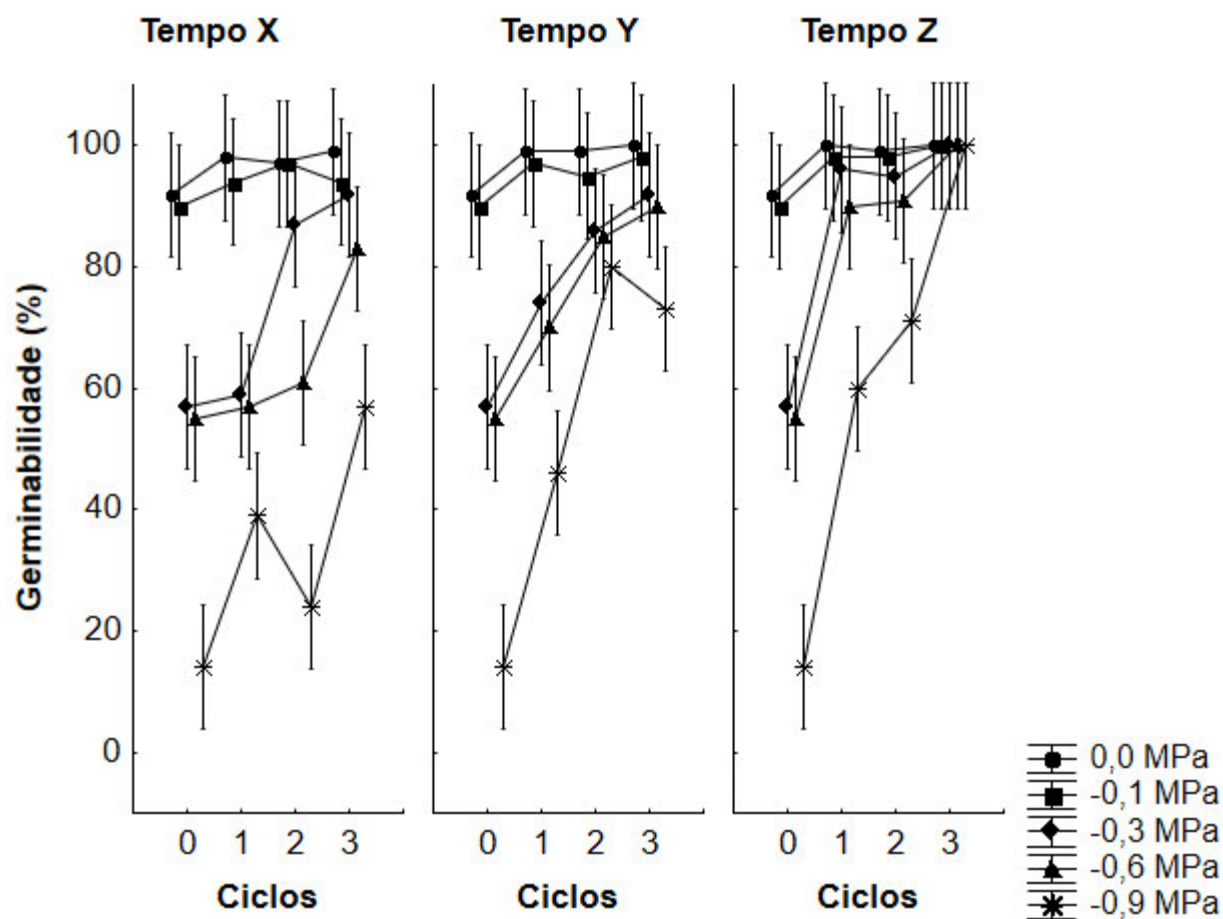 Tempo X Tempo Y Tempo Z
Germinabilidade (%)
100
80
60
40
20
0
0 1 2 3 0 1 2 3 0 1 2 3
Ciclos Ciclos Ciclos
0,0 MPa
-0,1 MPa
-0,3 MPa
-0,6 MPa
-0,9 MPa